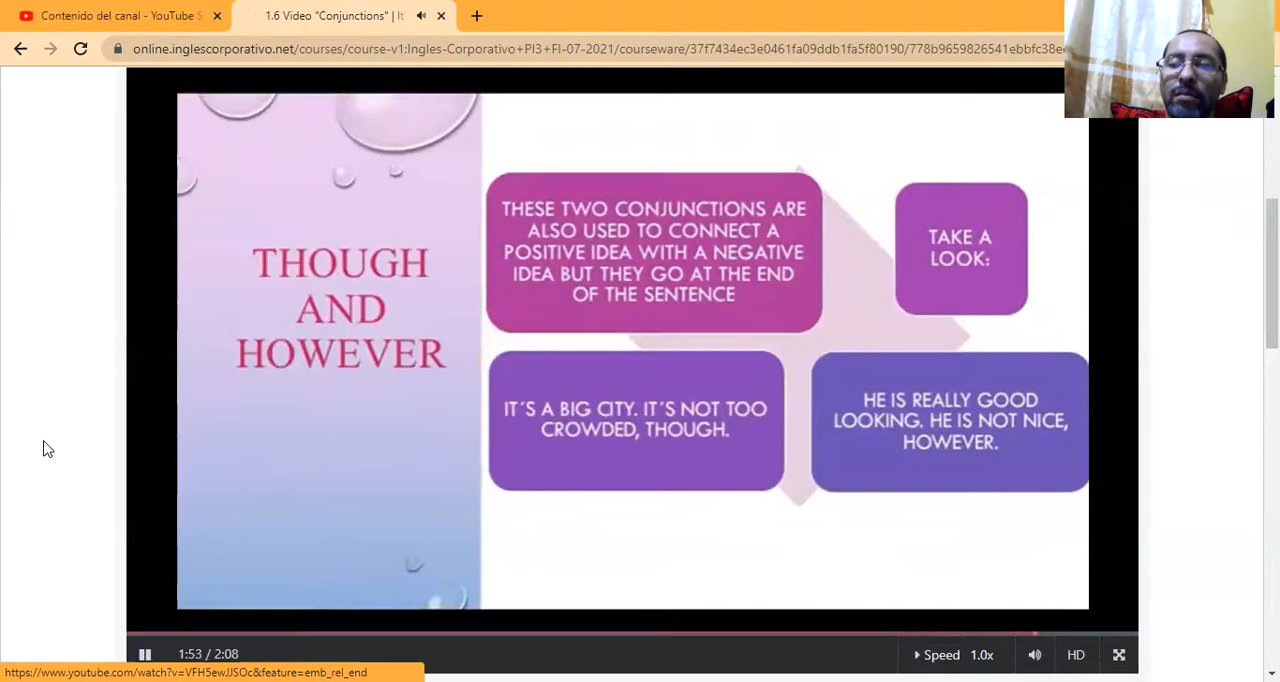 Contenido del canal - YouTube S
1.6 Video "Conjunctions" | It
online.inglescorporativo.net/courses/course-v1:Ingles-Corporativo+PI3+FI-07-2021/courseware/37f7434ec3e0461fa09ddb1fa5f80190/778b9659826541ebbfc38e
THOUGH
AND
HOWEVER
THESE TWO CONJUNCTIONS ARE
ALSO USED TO CONNECT A
POSITIVE IDEA WITH A NEGATIVE
IDEA BUT THEY GO AT THE END
OF THE SENTENCE
TAKE A
LOOK:
IT´S A BIG CITY. IT´S NOT TOO
CROWDED, THOUGH.
HE IS REALLY GOOD
LOOKING. HE IS NOT NICE,
HOWEVER.
1:53 / 2:08
Speed 1.0x
HD
https://www.youtube.com/watch?v=VFH5ewJJSOc&feature=emb_rel_end